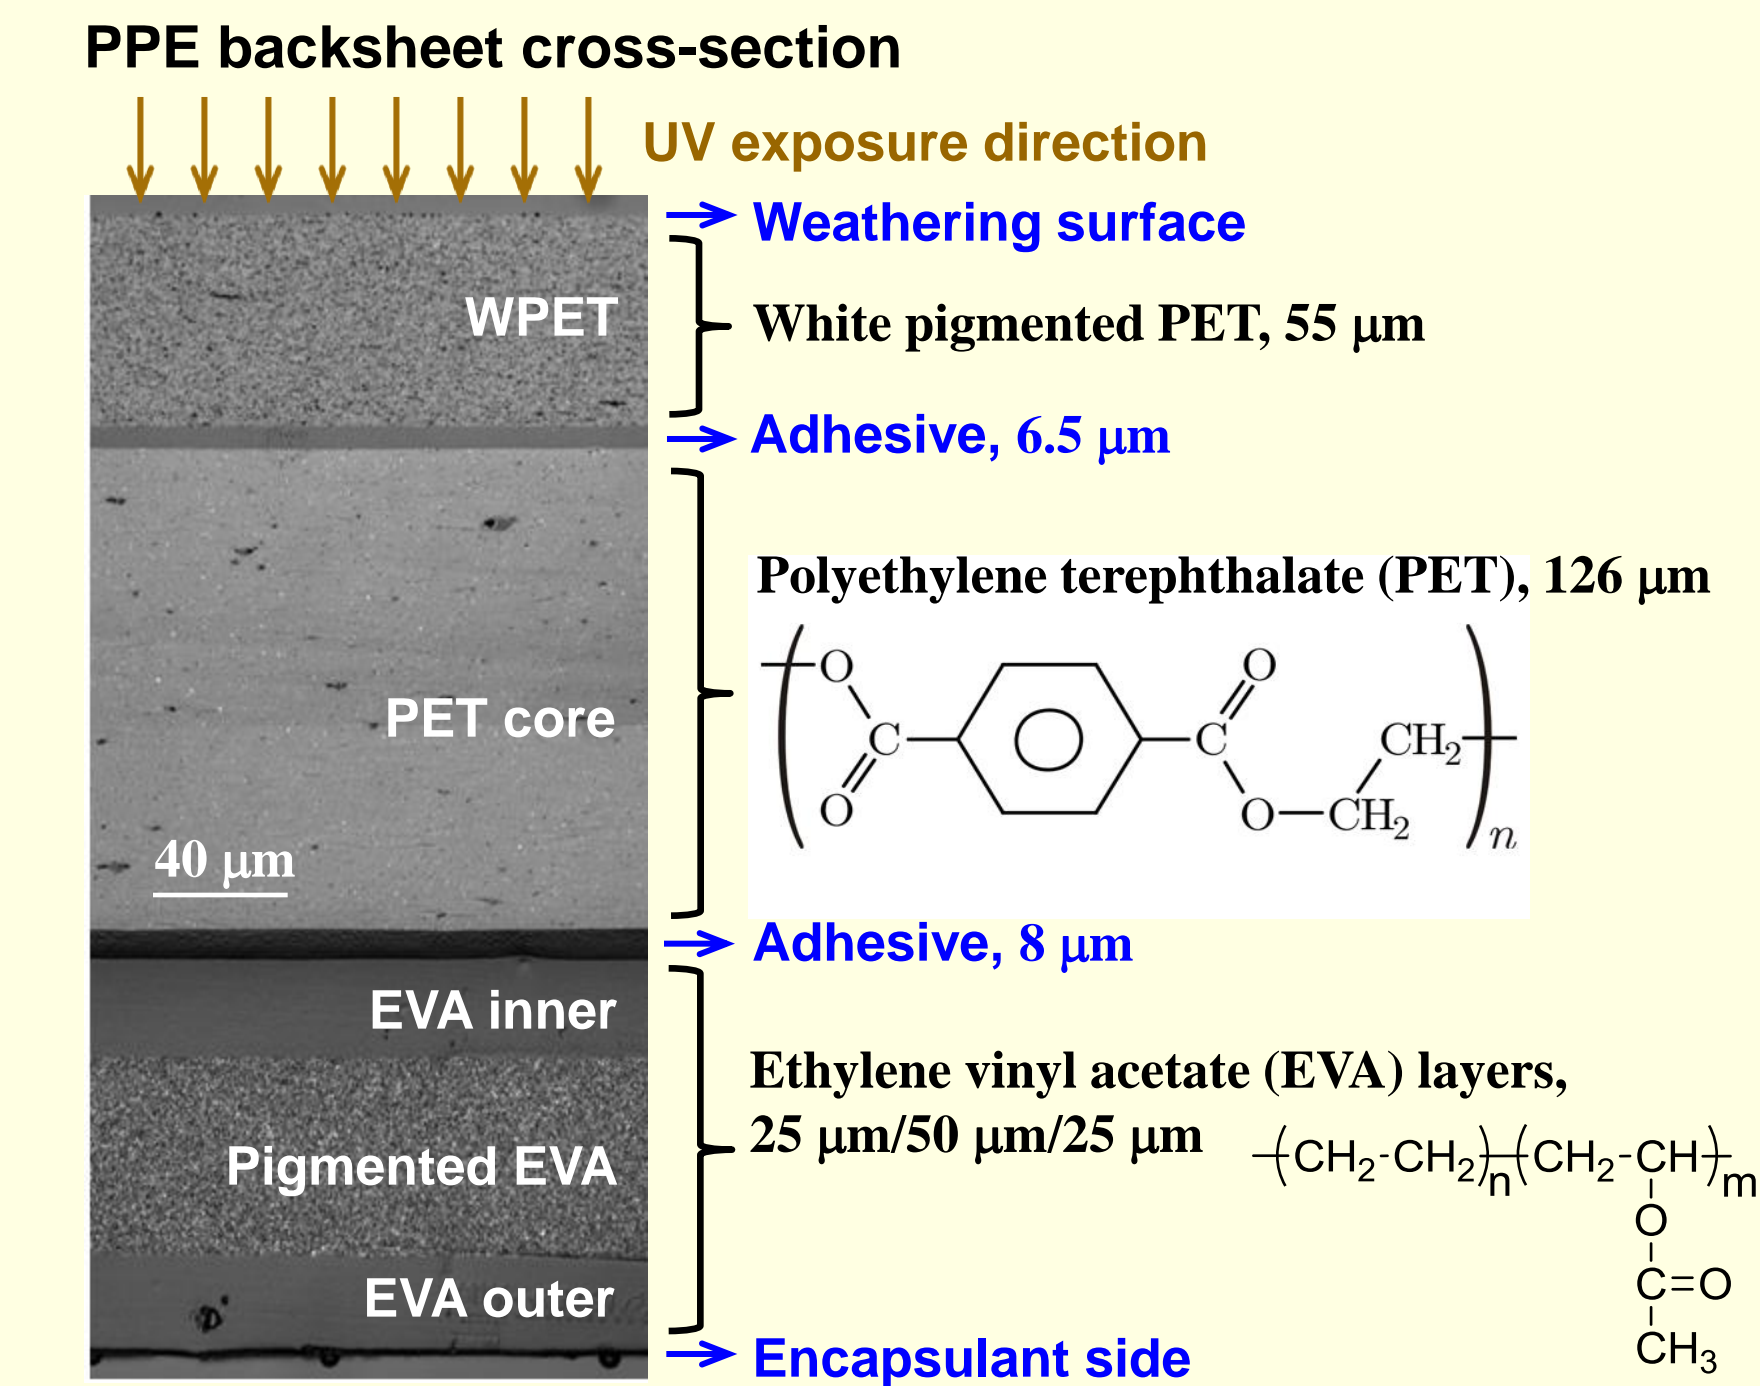 PPE backsheet cross-section
UV exposure direction
Weathering surface
WPET
White pigmented PET, 55 μm
Adhesive, 6.5 μm
Polyethylene terephthalate (PET), 126 μm
O
O
C
C
CH2
PET core
O
O
CH2
n
40 μm
Adhesive, 8 μm
EVA inner
Ethylene vinyl acetate (EVA) layers,
25 μm/50 μm/25 μm
(CH2-CH2)n(CH2-CH)m
Pigmented EVA
O
C=O
EVA outer
CH3
Encapsulant side